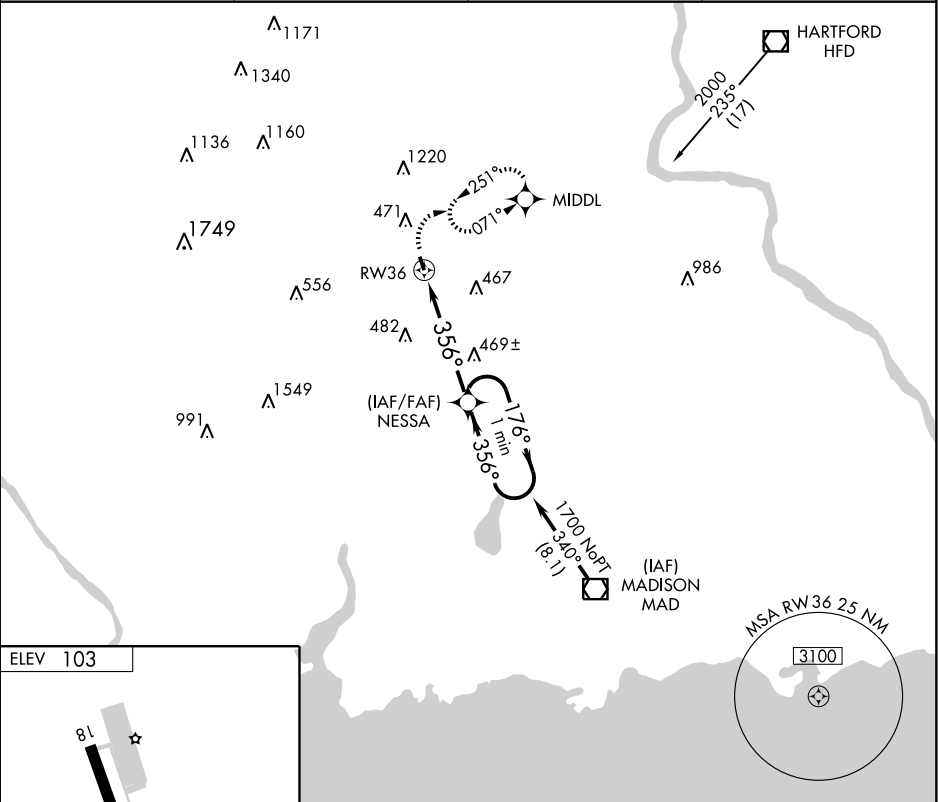 1171
HARTFORD
HFD
1340
2000
235°
(17)
1136
1160
1220
251°
MIDDL
071°
471
1749
RW36
467
986
556
482
356°
469±
(IAF/FAF)
NESSA
1549
991
176°
1 min
356°
1700 NoPT
340°
(8.1)
(IAF)
MADISON
MAD
MSA RW36 25 NM
3100
ELEV 103
18